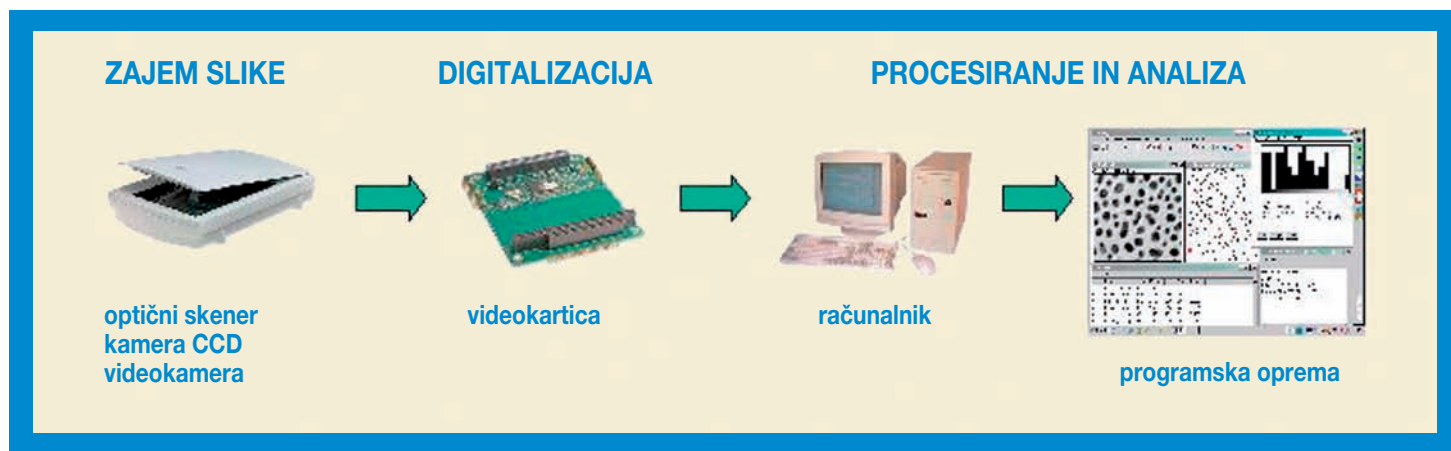 ZAJEM SLIKE
DIGITALIZACIJA
PROCESIRANJE IN ANALIZA
optični skener
kamera CCD
videokamera
videokartica
računalnik
programska oprema